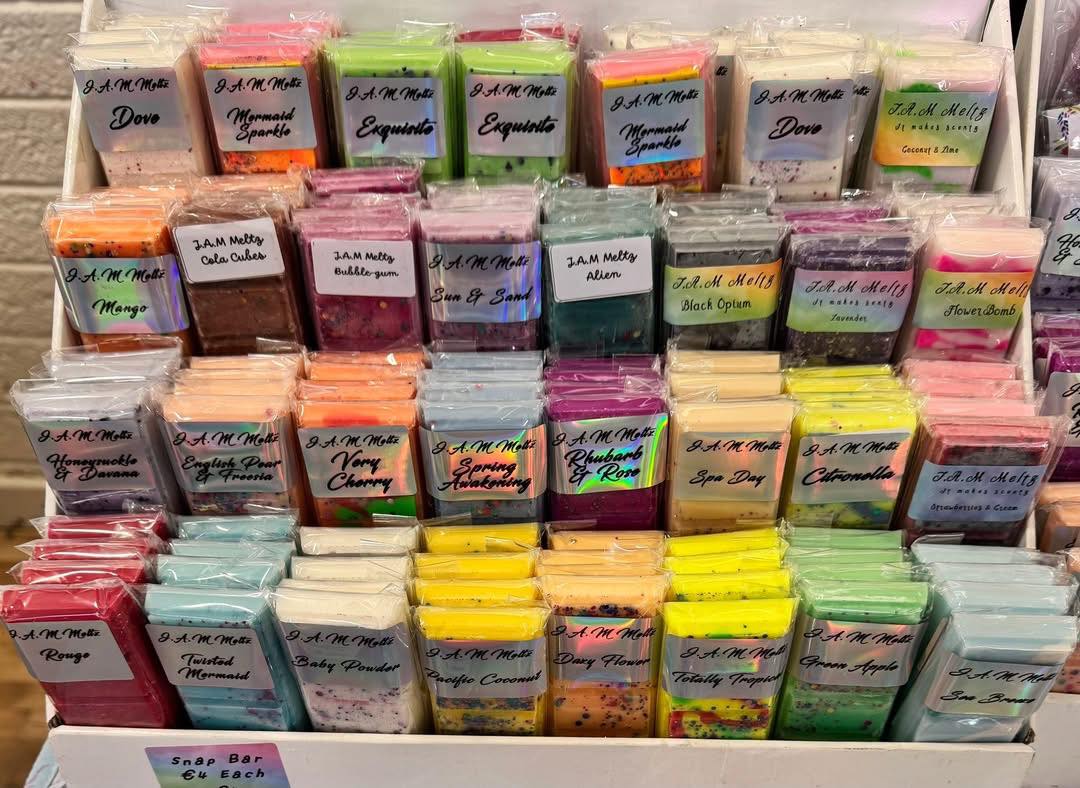 J.A.M Meltz
Dove
J.A.M Meltz
Mermaid
Sparkle
J.A.M Meltz
Exquisite
J.A.M Meltz
Exquisite
J.A.M Meltz
Mermaid
Sparkle
J.A.M Meltz
Dove
J.A.M Meltz
It makes scents
Coconut & Lime
J.A.M Meltz
Mango
J.A.M Meltz
Cola Cubes
J.A.M Meltz
Bubble-gum
J.A.M Meltz
Sun & Sand
J.A.M Meltz
Alien
J.A.M Meltz
Black Opium
J.A.M Meltz
It makes scents
Lavender
J.A.M Meltz
FlowerBomb
J.A.M Meltz
Honeysuckle
& Davana
J.A.M Meltz
English Pear
& Freesia
J.A.M Meltz
Very
Cherry
J.A.M Meltz
Spring
Awakening
J.A.M Meltz
Rhubarb
& Rose
J.A.M Meltz
Spa Day
J.A.M Meltz
Citronella
J.A.M Meltz
It makes scents
Strawberries & Cream
J.A.M Meltz
Rouge
J.A.M Meltz
Twisted
Mermaid
J.A.M Meltz
Baby Powder
J.A.M Meltz
Pacific Coconut
J.A.M Meltz
Daxy Flower
J.A.M Meltz
Totally Tropic
J.A.M Meltz
Green Apple
J.A.M Meltz
Sea Breeze
Snap Bar
€4 Each